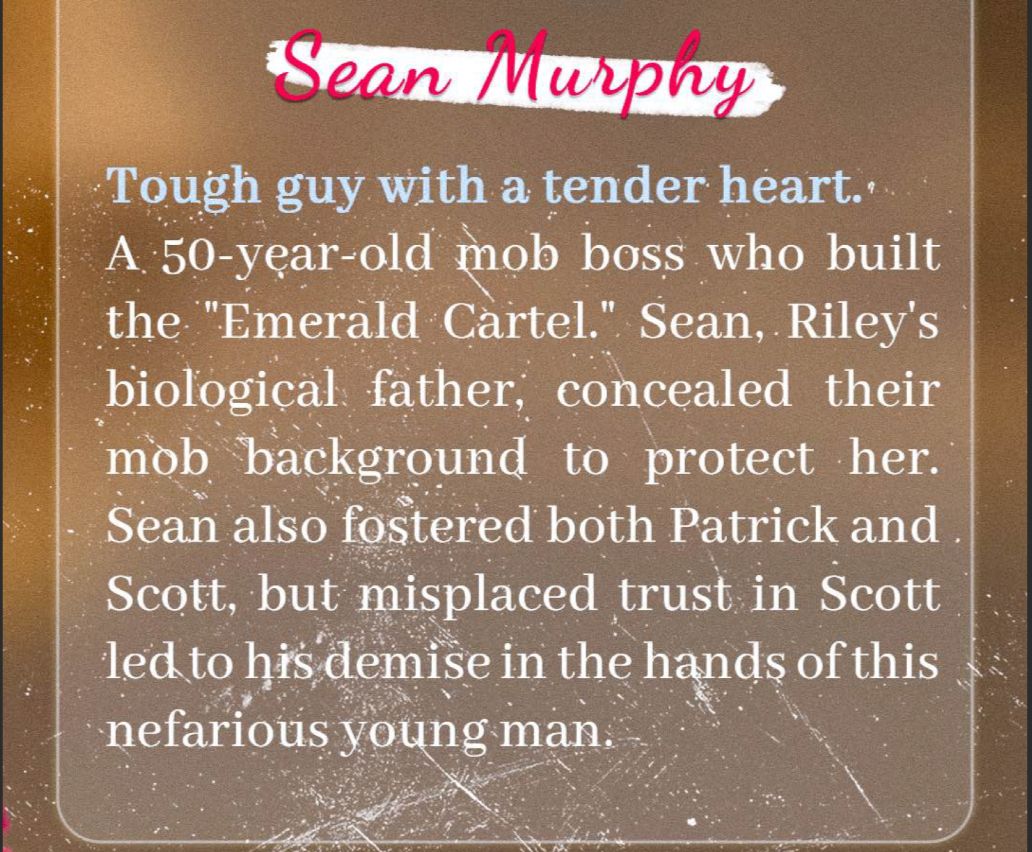 Sean Murphy
Tough guy with a tender heart.
A 50-year-old mob boss who built
the "Emerald Cartel." Sean, Riley's
biological father, concealed their
mob background to protect her.
Sean also fostered both Patrick and
Scott, but misplaced trust in Scott
led to his demise in the hands of this
nefarious young man.